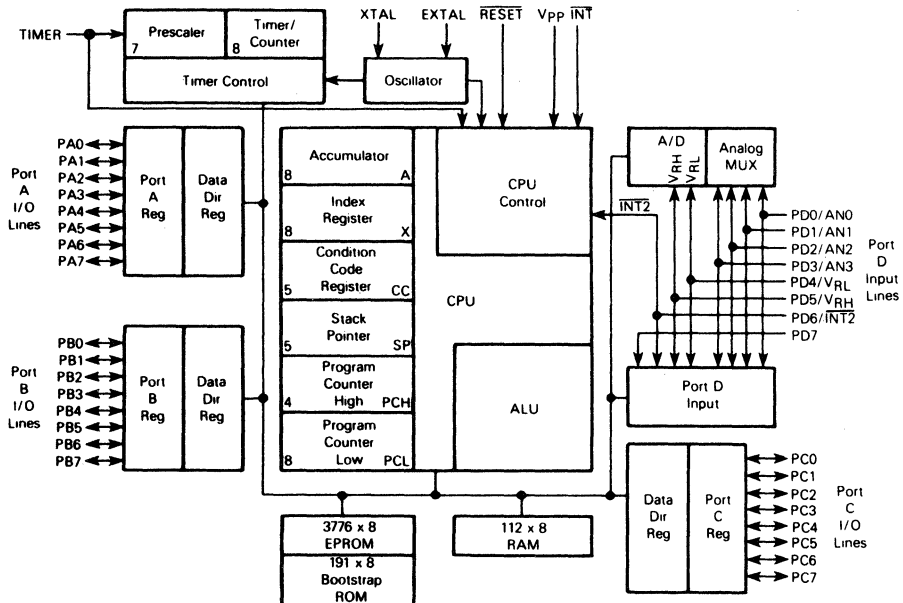 TIMER
Prescaler
7
Timer/
Counter
8
Timer Control
XTAL
EXTAL
RESET
VPP
INT
Oscillator
Port
A
I/O
Lines
PA0
PA1
PA2
PA3
PA4
PA5
PA6
PA7
Port
A
Reg
Data
Dir
Reg
Port
B
I/O
Lines
PB0
PB1
PB2
PB3
PB4
PB5
PB6
PB7
Port
B
Reg
Data
Dir
Reg
Accumulator
8 A
Index
Register
8 X
Condition
Code
Register
5 CC
Stack
Pointer
5 SP
Program
Counter
High
4 PCH
Program
Counter
Low
8 PCL
CPU
Control
CPU
ALU
INT2
A/D
VRH
VRL
Analog
MUX
PD0/AN0
PD1/AN1
PD2/AN2
PD3/AN3
PD4/VRL
PD5/VRH
PD6/INT2
PD7
Port
D
Input
Lines
Port D
Input
Data
Dir
Reg
Port
C
Reg
PC0
PC1
PC2
PC3
PC4
PC5
PC6
PC7
Port
C
I/O
Lines
3776 x 8
EPROM
191 x 8
Bootstrap
ROM
112 x 8
RAM